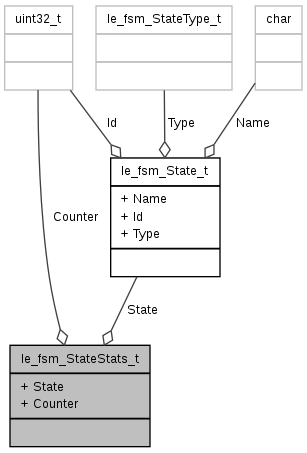 uint32_t
le_fsm_StateType_t
char
Id
Type
Name
le_fsm_State_t
+ Name
+ Id
+ Type
Counter
State
le_fsm_StateStats_t
+ State
+ Counter